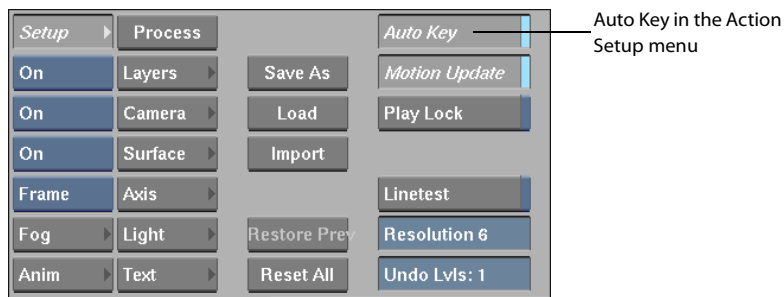 Setup Process Auto Key
On Layers Save As Motion Update
On Camera Load Play Lock
On Surface Import
Frame Axis Linetest
Fog Light Restore Prev Resolution 6
Anim Text Reset All Undo Lvls: 1
Auto Key in the Action
Setup menu